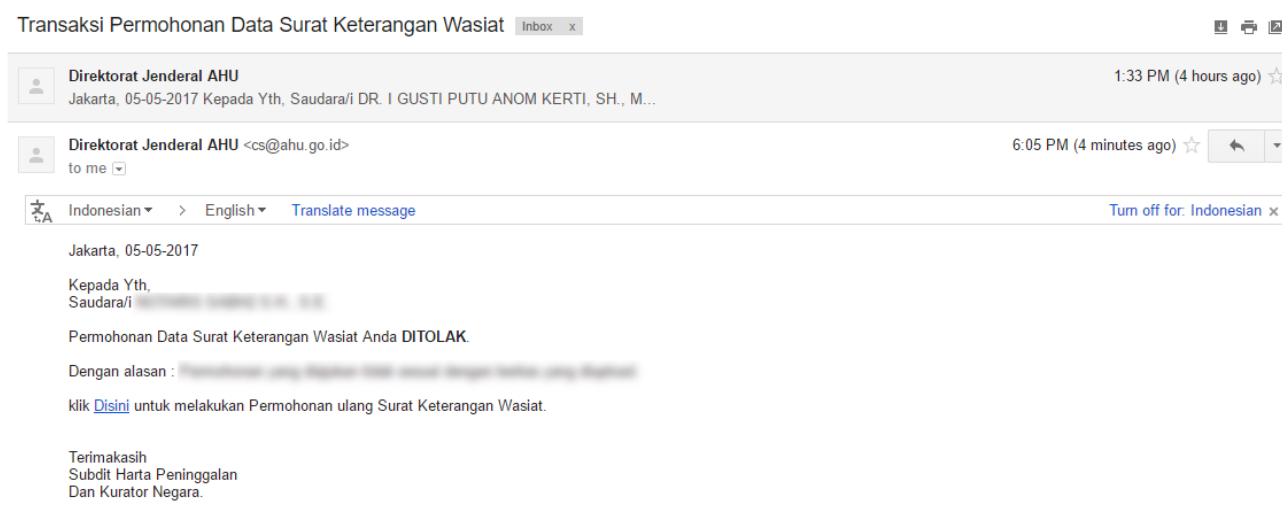 Transaksi Permohonan Data Surat Keterangan Wasiat Inbox x
Direktorat Jenderal AHU 1:33 PM (4 hours ago)
Jakarta, 05-05-2017 Kepada Yth, Saudara/i DR. I GUSTI PUTU ANOM KERTI, SH., M...
Direktorat Jenderal AHU <cs@ahu.go.id> 6:05 PM (4 minutes ago)
to me
Indonesian > English Translate message Turn off for: Indonesian x
Jakarta, 05-05-2017
Kepada Yth,
Saudara/i
Permohonan Data Surat Keterangan Wasiat Anda DITOLAK.
Dengan alasan :
klik Disini untuk melakukan Permohonan ulang Surat Keterangan Wasiat.
Terimakasih
Subdit Harta Peninggalan
Dan Kurator Negara.